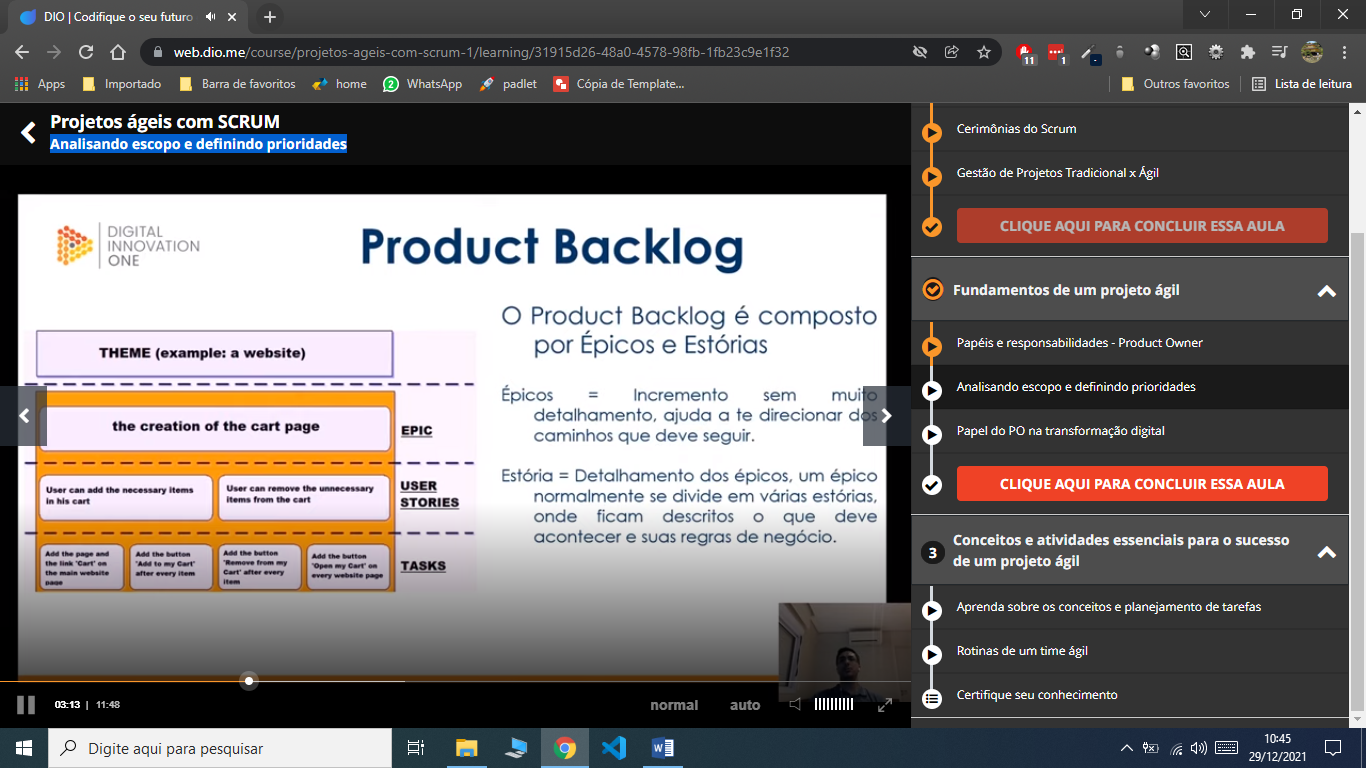 DIO | Codifique o seu futuro
web.dio.me/course/projetos-ageis-com-scrum-1/learning/31915d26-48a0-4578-98fb-1fb23c9e1f32
11
1
Apps
Importado
Barra de favoritos
home
2
WhatsApp
padlet
Cópia de Template...
Outros favoritos
Lista de leitura
Projetos ágeis com SCRUM
Analisando escopo e definindo prioridades
DIGITAL
INNOVATION
ONE
Product Backlog
THEME (example: a website)
the creation of the cart page
EPIC
User can add the necessary items
in his cart
User can remove the unnecessary
items from the cart
USER
STORIES
Add the page and
the link 'Cart' on
the main website
page
Add the button
'Add to my Cart'
after every item
Add the button
'Remove from my
Cart' after every
item
Add the button
'Open my Cart' on
every website page
TASKS
O Product Backlog é composto
por Épicos e Estórias
Épicos = Incremento sem muito
detalhamento, ajuda a te direcionar dos
caminhos que deve seguir.
Estória = Detalhamento dos épicos, um épico
normalmente se divide em várias estórias,
onde ficam descritos o que deve
acontecer e suas regras de negócio.
03:13 | 11:48
normal
auto
Cerimônias do Scrum
Gestão de Projetos Tradicional x Ágil
CLIQUE AQUI PARA CONCLUIR ESSA AULA
Fundamentos de um projeto ágil
Papéis e responsabilidades - Product Owner
Analisando escopo e definindo prioridades
Papel do PO na transformação digital
CLIQUE AQUI PARA CONCLUIR ESSA AULA
3
Conceitos e atividades essenciais para o sucesso
de um projeto ágil
Aprenda sobre os conceitos e planejamento de tarefas
Rotinas de um time ágil
Certifique seu conhecimento
Digite aqui para pesquisar
10:45
29/12/2021